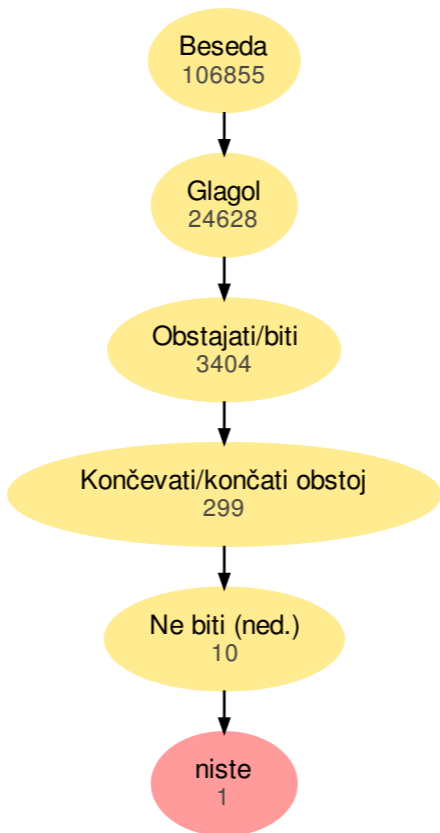 Beseda
106855
Glagol
24628
Obstajati/biti
3404
Končevati/končati obstoj
299
Ne biti (ned.)
10
niste
1